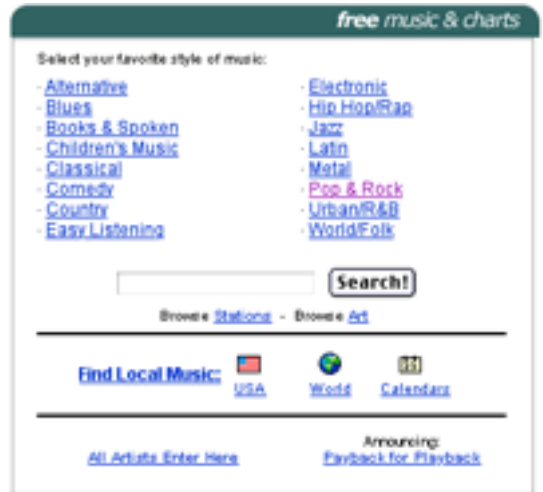 free music & charts
Select your favorite style of music:
· Alternative
· Blues
· Books & Spoken
· Children's Music
· Classical
· Comedy
· Country
· Easy Listening
· Electronic
· Hip Hop/Rap
· Jazz
· Latin
· Metal
· Pop & Rock
· Urban/R&B
· World/Folk
Search!
Browse Stations - Browse Art
Find Local Music:
USA
World
Calendars
All Artists Enter Here
Announcing:
Payback for Playback